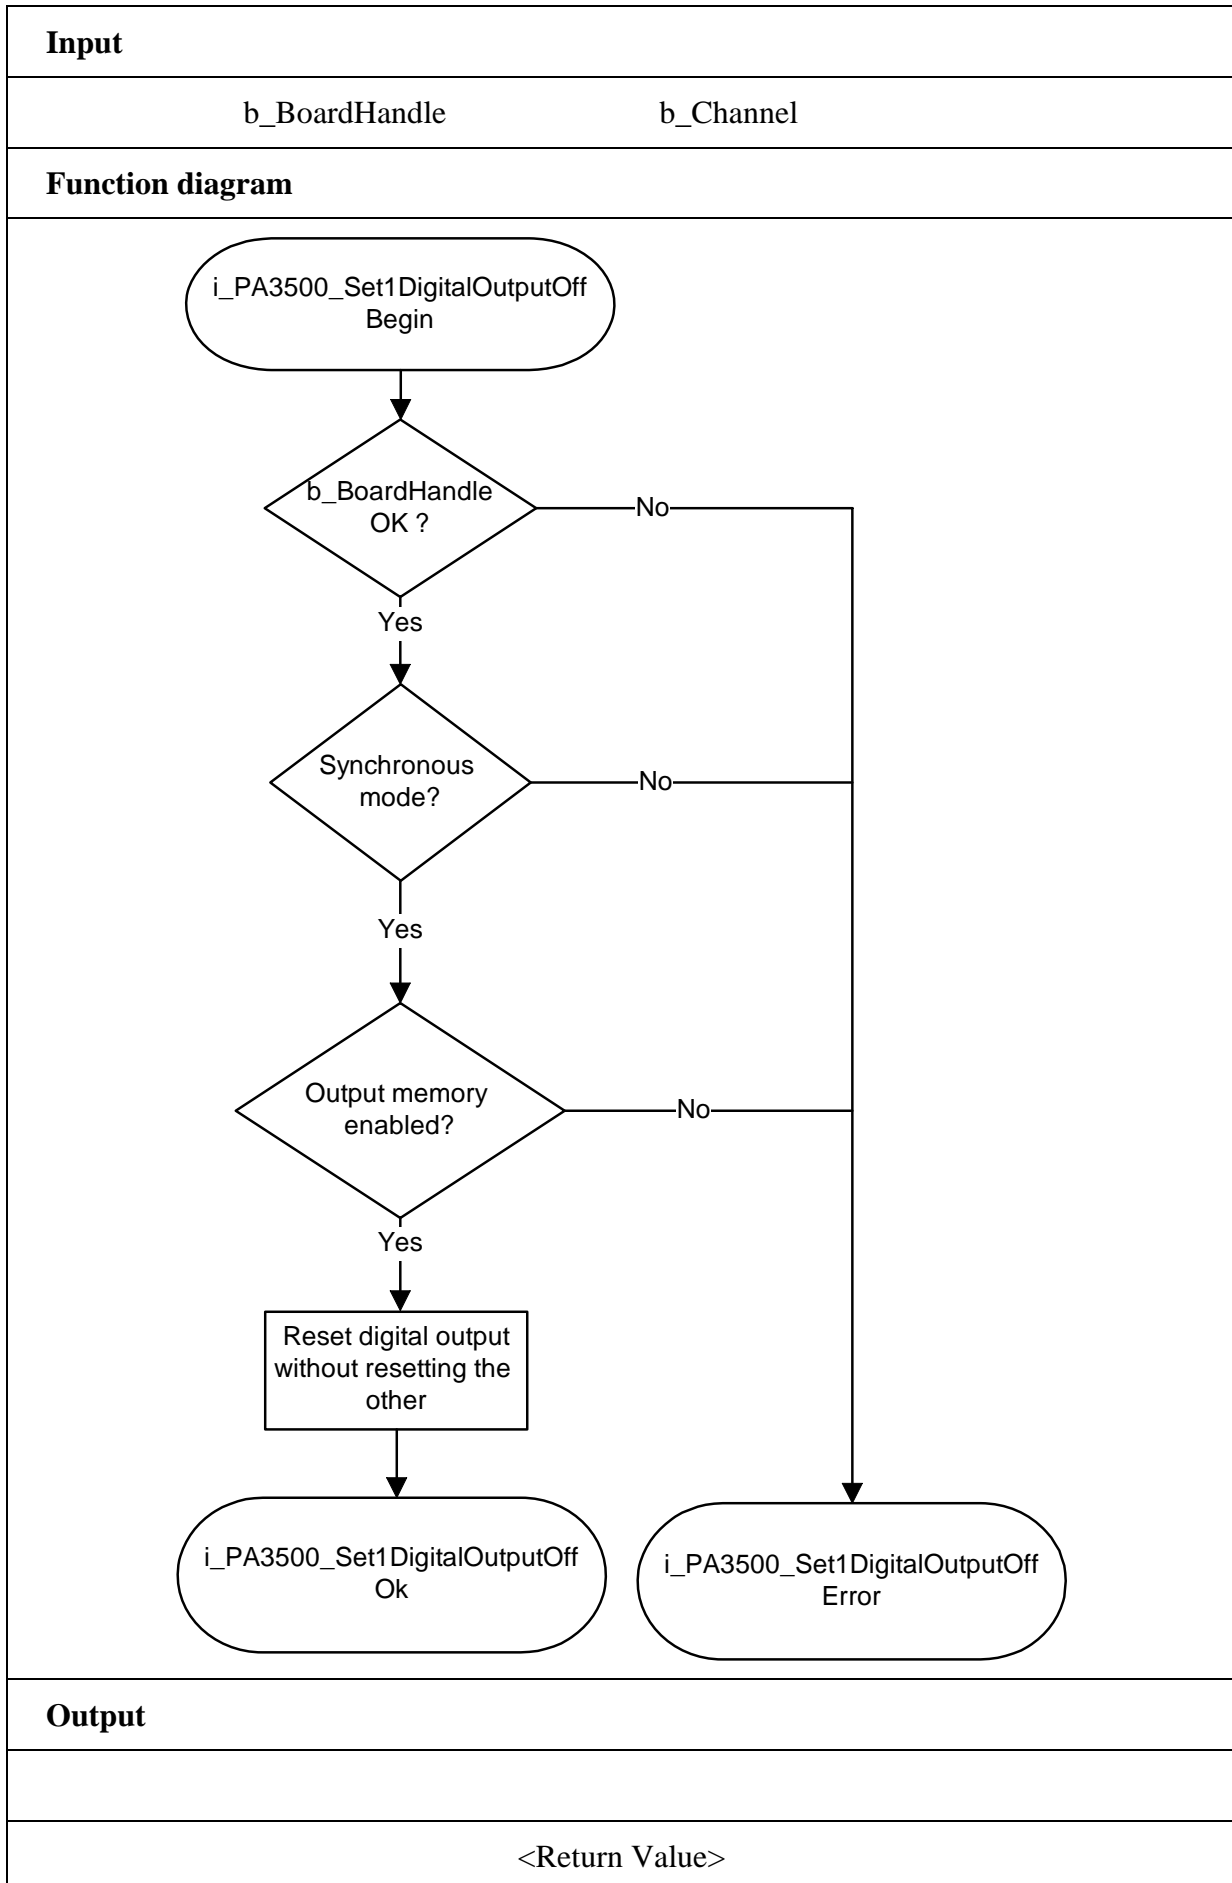 Input
b_BoardHandle b_Channel
Function diagram
i_PA3500_Set1DigitalOutputOff
Begin
b_BoardHandle
OK ?
No
Yes
Synchronous
mode?
No
Yes
Output memory
enabled?
No
Yes
Reset digital output
without resetting the
other
i_PA3500_Set1DigitalOutputOff
Ok
i_PA3500_Set1DigitalOutputOff
Error
Output
<Return Value>